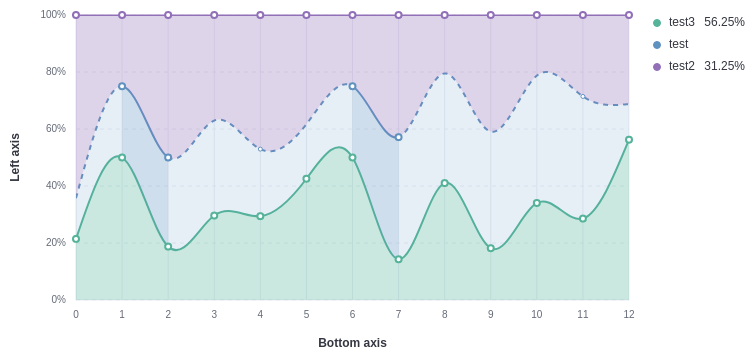 100%
80%
60%
40%
20%
0%
Left axis
0 1 2 3 4 5 6 7 8 9 10 11 12
Bottom axis
test3 56.25%
test
test2 31.25%